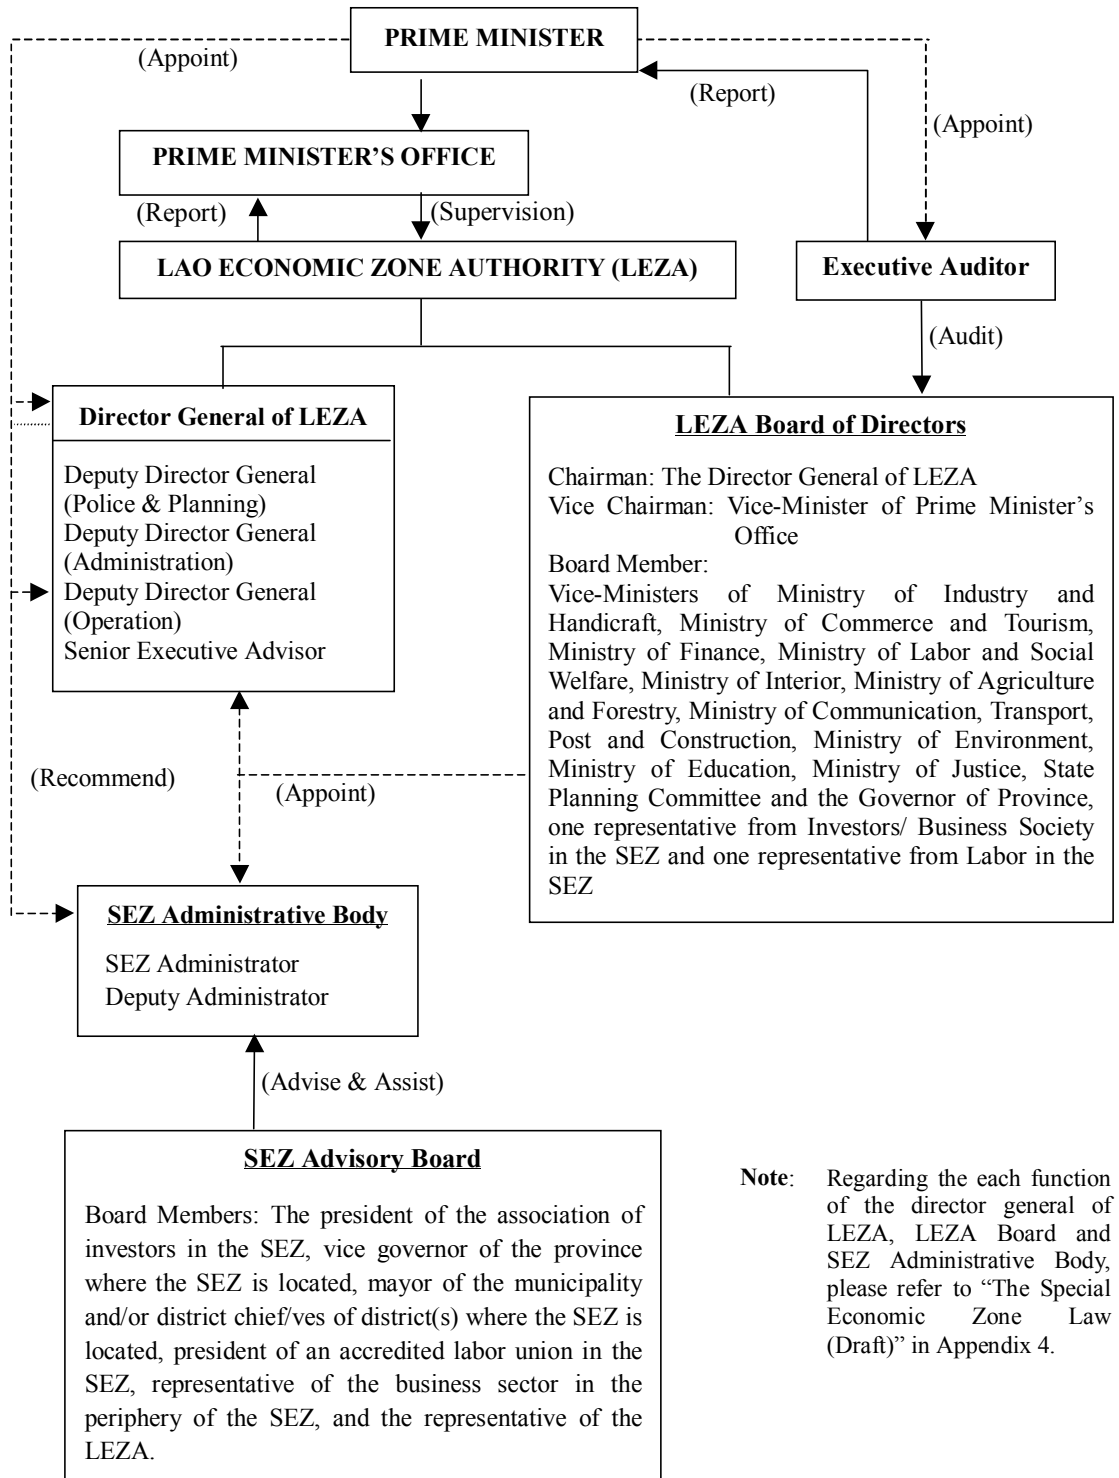 PRIME MINISTER
(Appoint)
(Report)
(Appoint)
PRIME MINISTER’S OFFICE
(Report)
(Supervision)
LAO ECONOMIC ZONE AUTHORITY (LEZA)
Executive Auditor
(Audit)
Director General of LEZA
Deputy Director General
(Police & Planning)
Deputy Director General
(Administration)
Deputy Director General
(Operation)
Senior Executive Advisor
LEZA Board of Directors
Chairman: The Director General of LEZA
Vice Chairman: Vice-Minister of Prime Minister’s
Office
Board Member:
Vice-Ministers of Ministry of Industry and
Handicraft, Ministry of Commerce and Tourism,
Ministry of Finance, Ministry of Labor and Social
Welfare, Ministry of Interior, Ministry of Agriculture
and Forestry, Ministry of Communication, Transport,
Post and Construction, Ministry of Environment,
Ministry of Education, Ministry of Justice, State
Planning Committee and the Governor of Province,
one representative from Investors/ Business Society
in the SEZ and one representative from Labor in the
SEZ
(Recommend)
(Appoint)
SEZ Administrative Body
SEZ Administrator
Deputy Administrator
(Advise & Assist)
SEZ Advisory Board
Board Members: The president of the association of
investors in the SEZ, vice governor of the province
where the SEZ is located, mayor of the municipality
and/or district chief/ves of district(s) where the SEZ is
located, president of an accredited labor union in the
SEZ, representative of the business sector in the
periphery of the SEZ, and the representative of the
LEZA.
Note: Regarding the each function
of the director general of
LEZA, LEZA Board and
SEZ Administrative Body,
please refer to “The Special
Economic Zone Law
(Draft)” in Appendix 4.